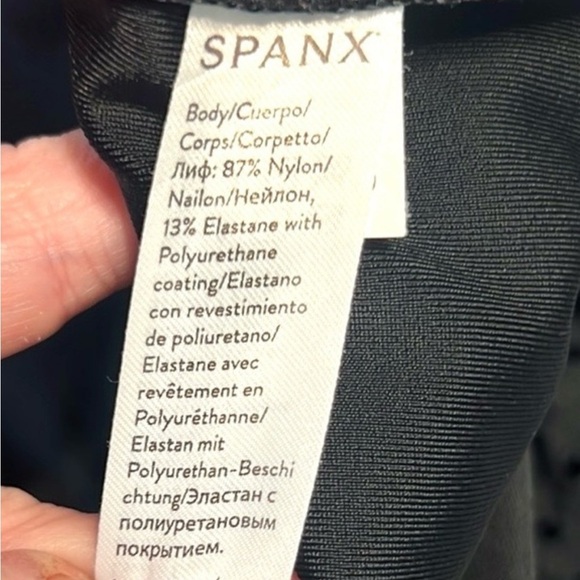 SPANX
Body/Cuerpo/
Corps/Corpetto/
Лиф: 87% Nylon/
Nailon/Нейлон,
13% Elastane with
Polyurethane
coating/Elastano
con revestimiento
de poliuretano/
Elastane avec
revêtement en
Polyuréthanne/
Elastan mit
Polyurethan-Beschi
chtung/Эластан с
полиуретановым
покрытием.